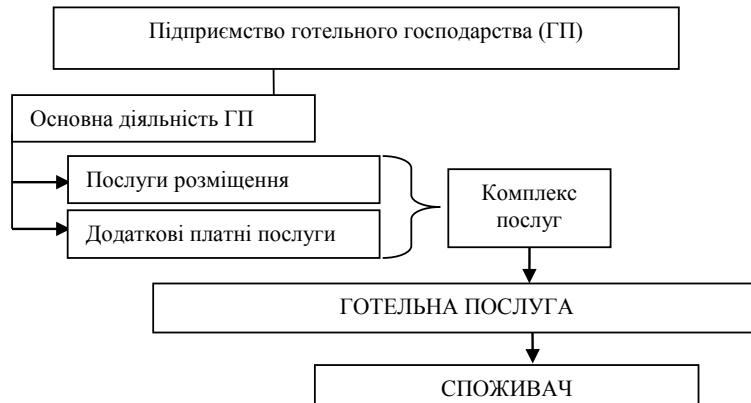 Підприємство готельного господарства (ГП)
Основна діяльність ГП
Послуги розміщення
Додаткові платні послуги
Комплекс
послуг
ГОТЕЛЬНА ПОСЛУГА
СПОЖИВАЧ